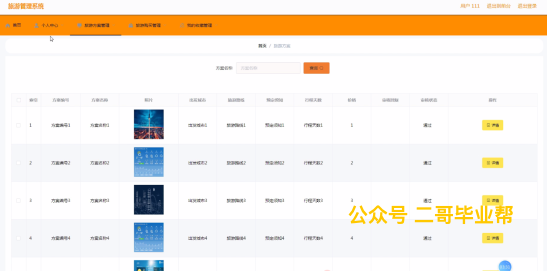 旅游管理系统
用户 111 退出到前台 退出登录
首页 个人中心 旅游方案管理 旅游购买管理 我的收藏管理
首页 / 旅游方案
方案名称 方案名称 查询
序号 方案编号 方案名称 图片 出发城市 旅游路线 预定须知 行程天数 价格 审核回复 审核状态 操作
1 方案编号1 方案名称1 出发城市1 旅游路线1 预定须知1 行程天数1 1 通过 详情
2 方案编号2 方案名称2 出发城市2 旅游路线2 预定须知2 行程天数2 2 通过 详情
3 方案编号3 方案名称3 出发城市3 旅游路线3 预定须知3 行程天数3 3 通过 详情
公众号 二哥毕业帮
4 方案编号4 方案名称4 出发城市4 旅游路线4 预定须知4 行程天数4 4 通过 详情